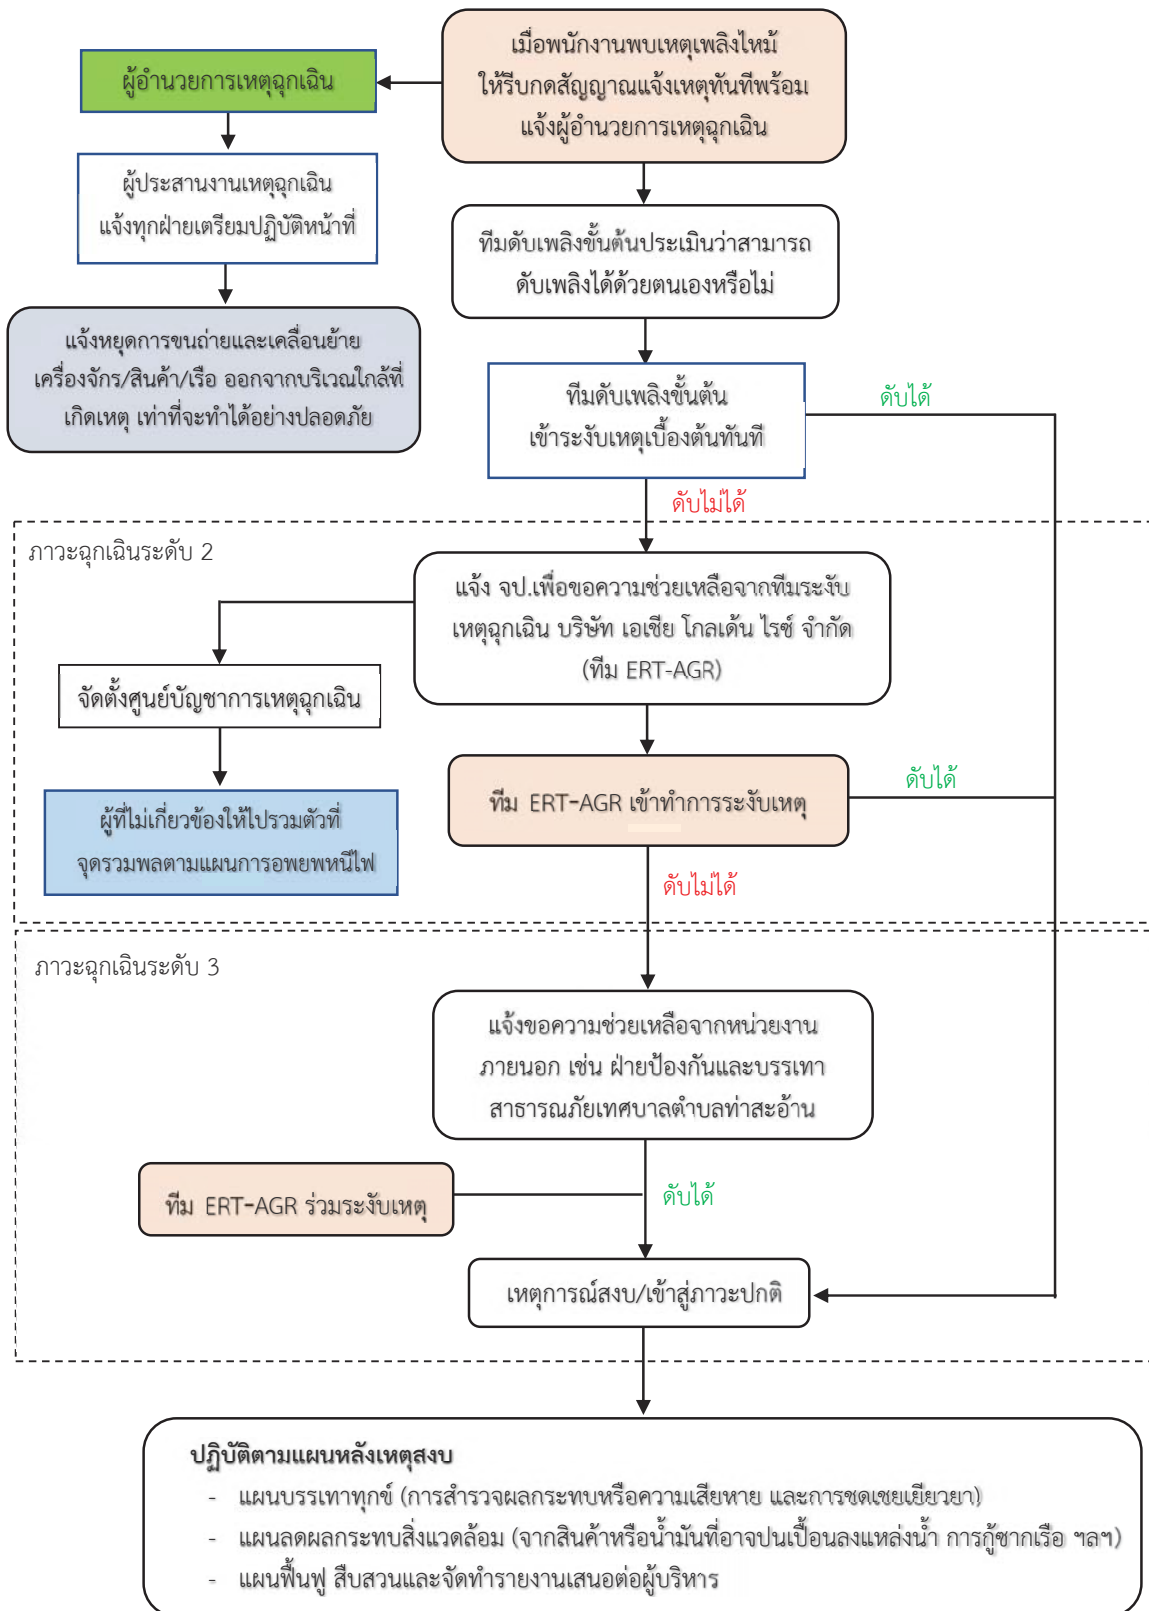 เมื่อพนักงานพบเหตุเพลิงไหม้
ให้รีบกดสัญญาณแจ้งเหตุทันทีพร้อม
แจ้งผู้อำนวยการเหตุฉุกเฉิน
ผู้อำนวยการเหตุฉุกเฉิน
ผู้ประสานงานเหตุฉุกเฉิน
แจ้งทุกฝ่ายเตรียมปฏิบัติหน้าที่
แจ้งหยุดการขนถ่ายและเคลื่อนย้าย
เครื่องจักร/สินค้า/เรือ ออกจากบริเวณใกล้ที่
เกิดเหตุ เท่าที่จะทำได้อย่างปลอดภัย
ทีมดับเพลิงขั้นต้นประเมินว่าสามารถ
ดับเพลิงได้ด้วยตนเองหรือไม่
ทีมดับเพลิงขั้นต้น
เข้าระงับเหตุเบื้องต้นทันที
ดับได้
ดับไม่ได้
ภาวะฉุกเฉินระดับ 2
แจ้ง จป.เพื่อขอความช่วยเหลือจากทีมระงับ
เหตุฉุกเฉิน บริษัท เอเชีย โกลเด้น ไรซ์ จำกัด
(ทีม ERT-AGR)
จัดตั้งศูนย์บัญชาการเหตุฉุกเฉิน
ผู้ที่ไม่เกี่ยวข้องให้ไปรวมตัวที่
จุดรวมพลตามแผนการอพยพหนีไฟ
ทีม ERT-AGR เข้าทำการระงับเหตุ
ดับได้
ดับไม่ได้
ภาวะฉุกเฉินระดับ 3
แจ้งขอความช่วยเหลือจากหน่วยงาน
ภายนอก เช่น ฝ่ายป้องกันและบรรเทา
สาธารณภัยเทศบาลตำบลท่าสะอ้าน
ทีม ERT-AGR ร่วมระงับเหตุ
ดับได้
เหตุการณ์สงบ/เข้าสู่ภาวะปกติ
ปฏิบัติตามแผนหลังเหตุสงบ
- แผนบรรเทาทุกข์ (การสำรวจผลกระทบหรือความเสียหาย และการชดเชยเยียวยา)
- แผนลดผลกระทบสิ่งแวดล้อม (จากสินค้าหรือน้ำมันที่อาจปนเปื้อนลงแหล่งน้ำ การกู้ซากเรือ ฯลฯ)
- แผนฟื้นฟู สืบสวนและจัดทำรายงานเสนอต่อผู้บริหาร